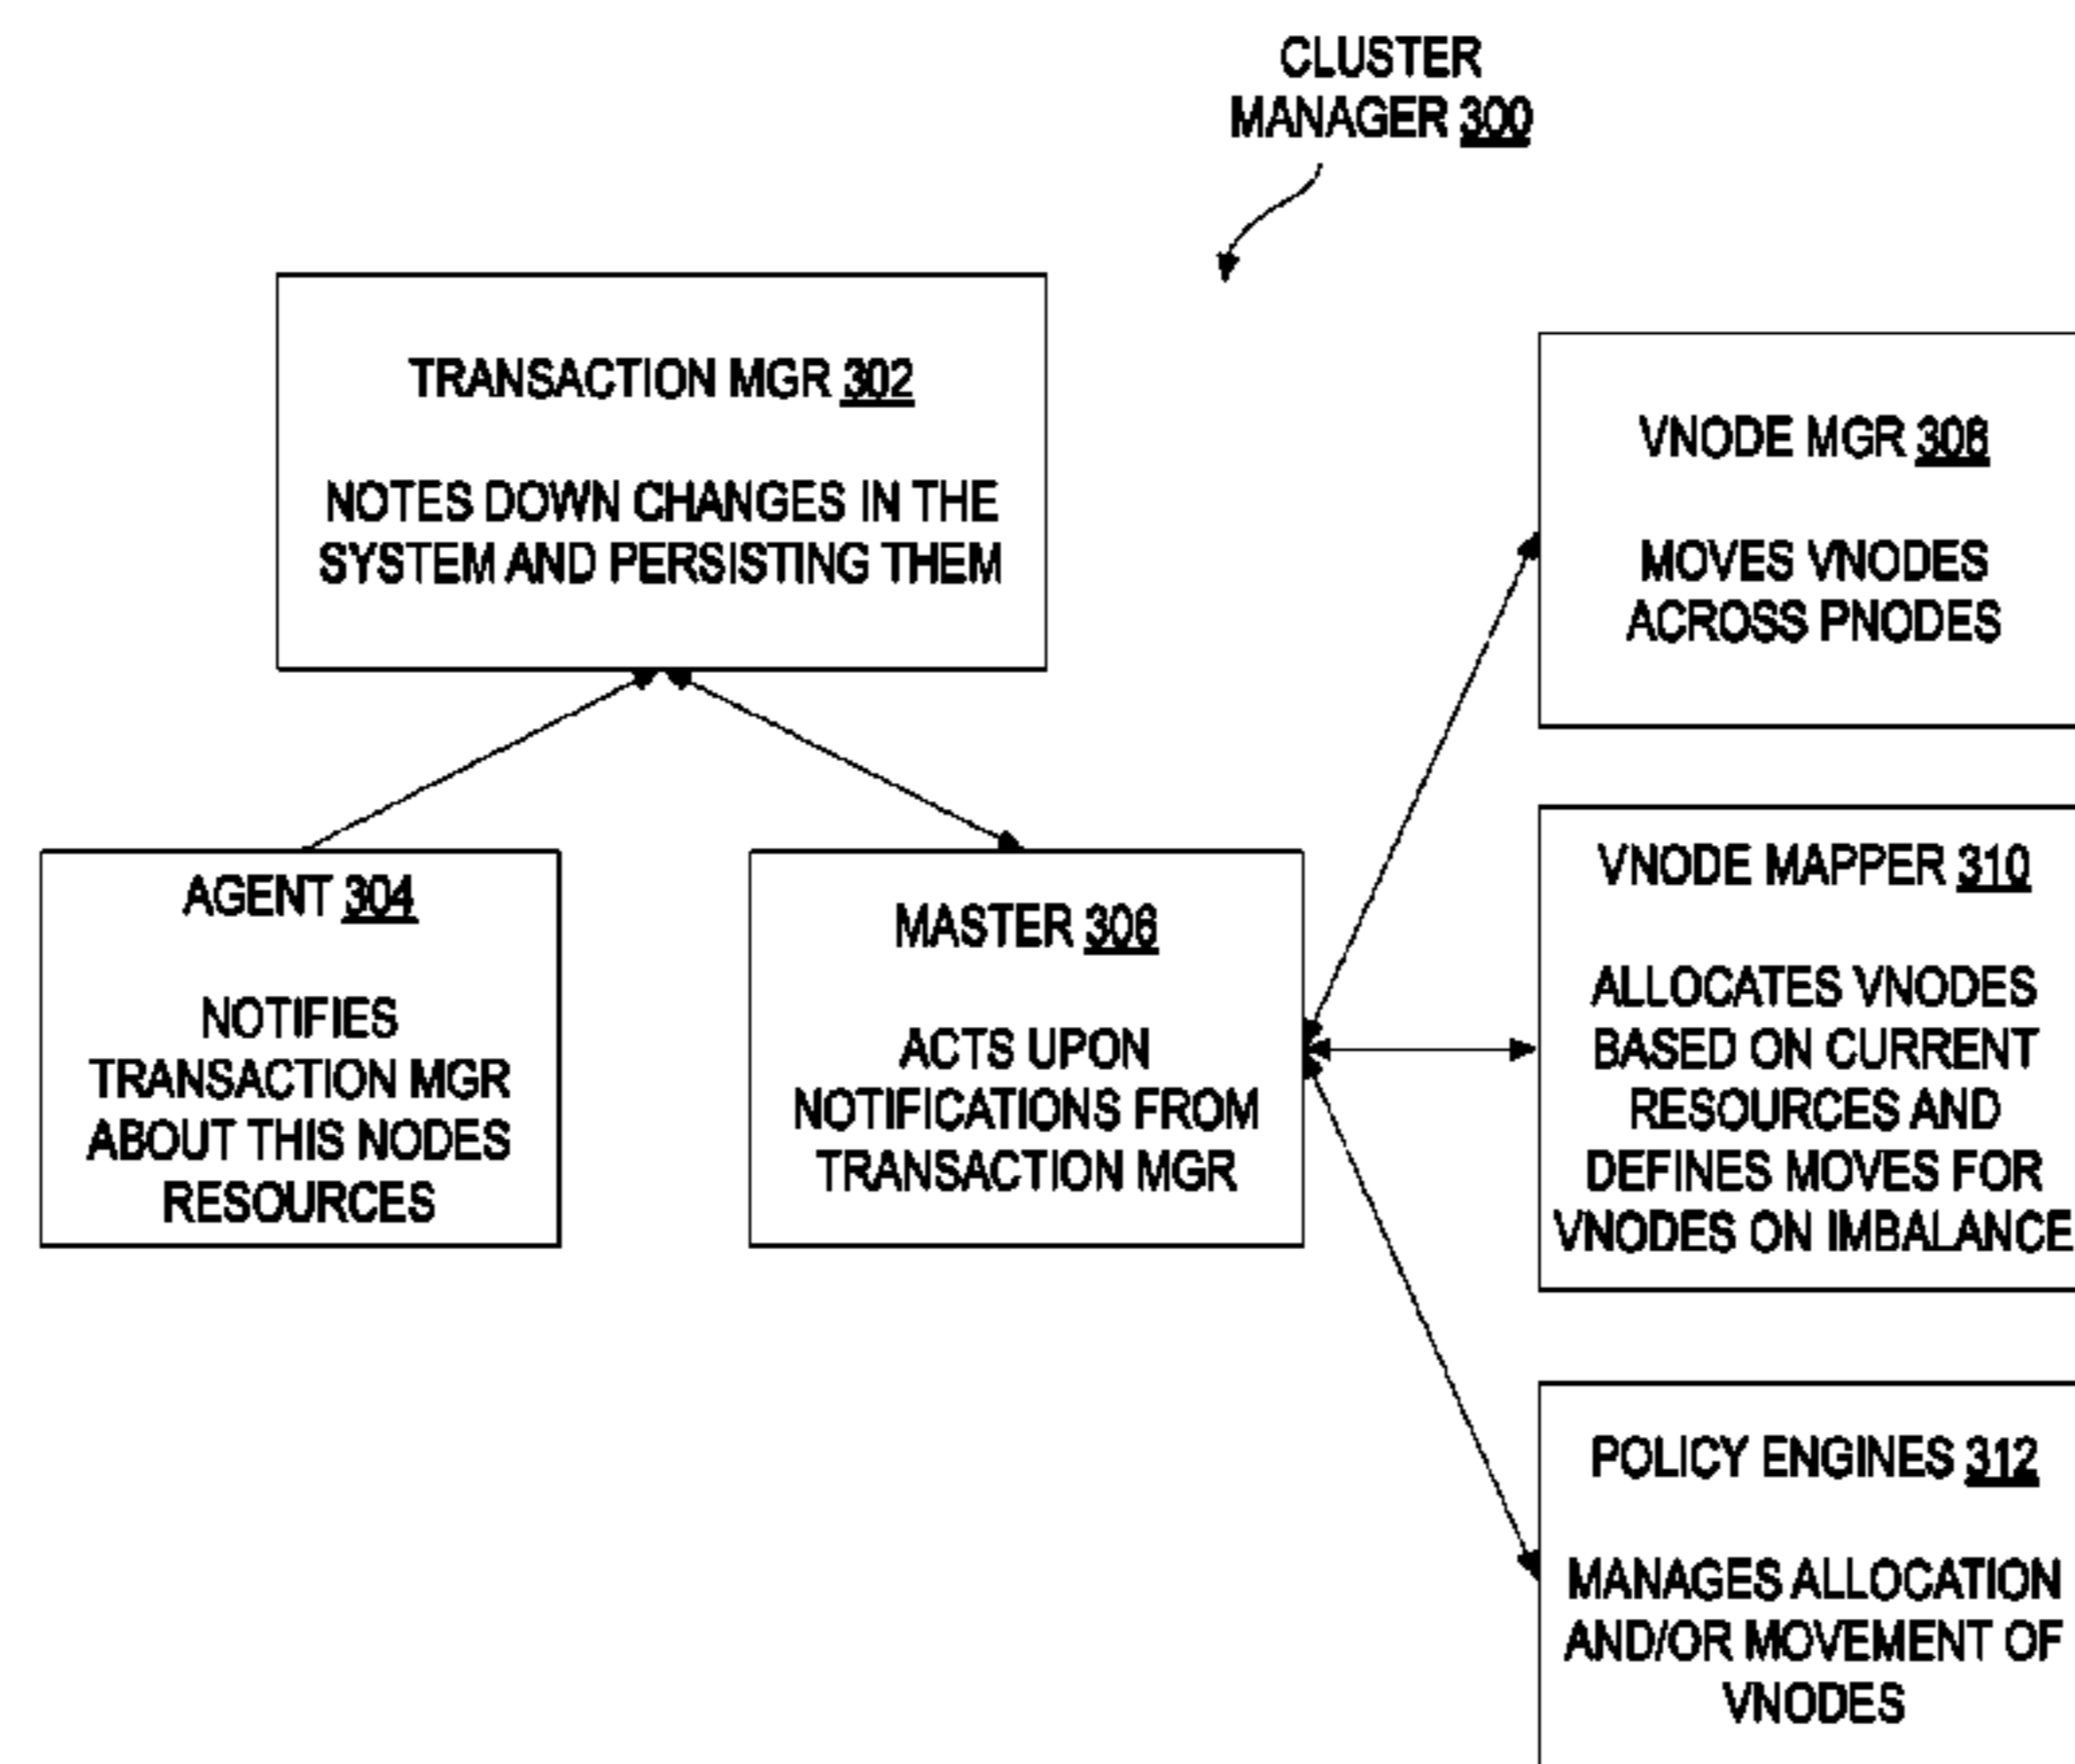 CLUSTER
MANAGER 300
TRANSACTION MGR 302
NOTES DOWN CHANGES IN THE
SYSTEM AND PERSISTING THEM
AGENT 304
NOTIFIES
TRANSACTION MGR
ABOUT THIS NODES
RESOURCES
MASTER 306
ACTS UPON
NOTIFICATIONS FROM
TRANSACTION MGR
VNODE MGR 308
MOVES VNODES
ACROSS PNODES
VNODE MAPPER 310
ALLOCATES VNODES
BASED ON CURRENT
RESOURCES AND
DEFINES MOVES FOR
VNODES ON IMBALANCE
POLICY ENGINES 312
MANAGES ALLOCATION
AND/OR MOVEMENT OF
VNODES